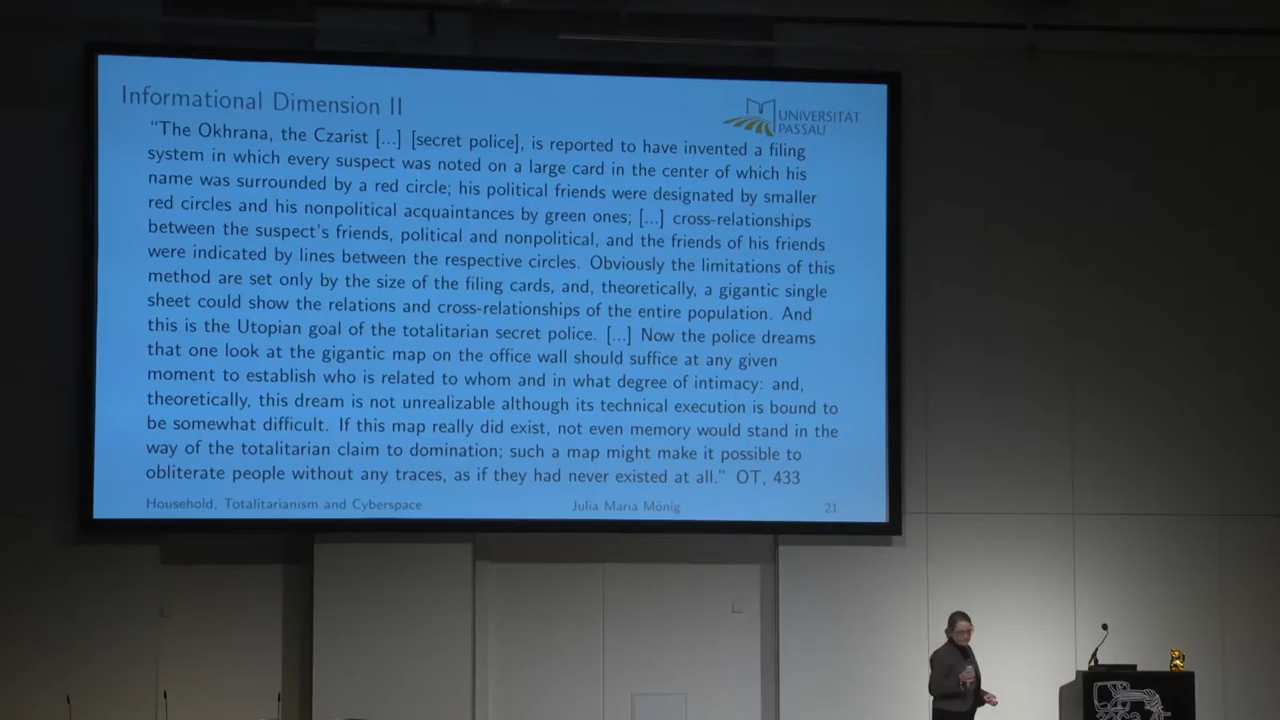 Informational Dimension II
UNIVERSITÄT
PASSAU
“The Okhrana, the Czarist [...] [secret police], is reported to have invented a filing
system in which every suspect was noted on a large card in the center of which his
name was surrounded by a red circle; his political friends were designated by smaller
red circles and his nonpolitical acquaintances by green ones; [...] cross-relationships
between the suspect's friends, political and nonpolitical, and the friends of his friends
were indicated by lines between the respective circles. Obviously the limitations of this
method are set only by the size of the filing cards, and, theoretically, a gigantic single
sheet could show the relations and cross-relationships of the entire population. And
this is the Utopian goal of the totalitarian secret police. [...] Now the police dreams
that one look at the gigantic map on the office wall should suffice at any given
moment to establish who is related to whom and in what degree of intimacy: and,
theoretically, this dream is not unrealizable although its technical execution is bound to
be somewhat difficult. If this map really did exist, not even memory would stand in the
way of the totalitarian claim to domination; such a map might make it possible to
obliterate people without any traces, as if they had never existed at all.” OT, 433
Household, Totalitarianism and Cyberspace
Julia Maria Mönig
21